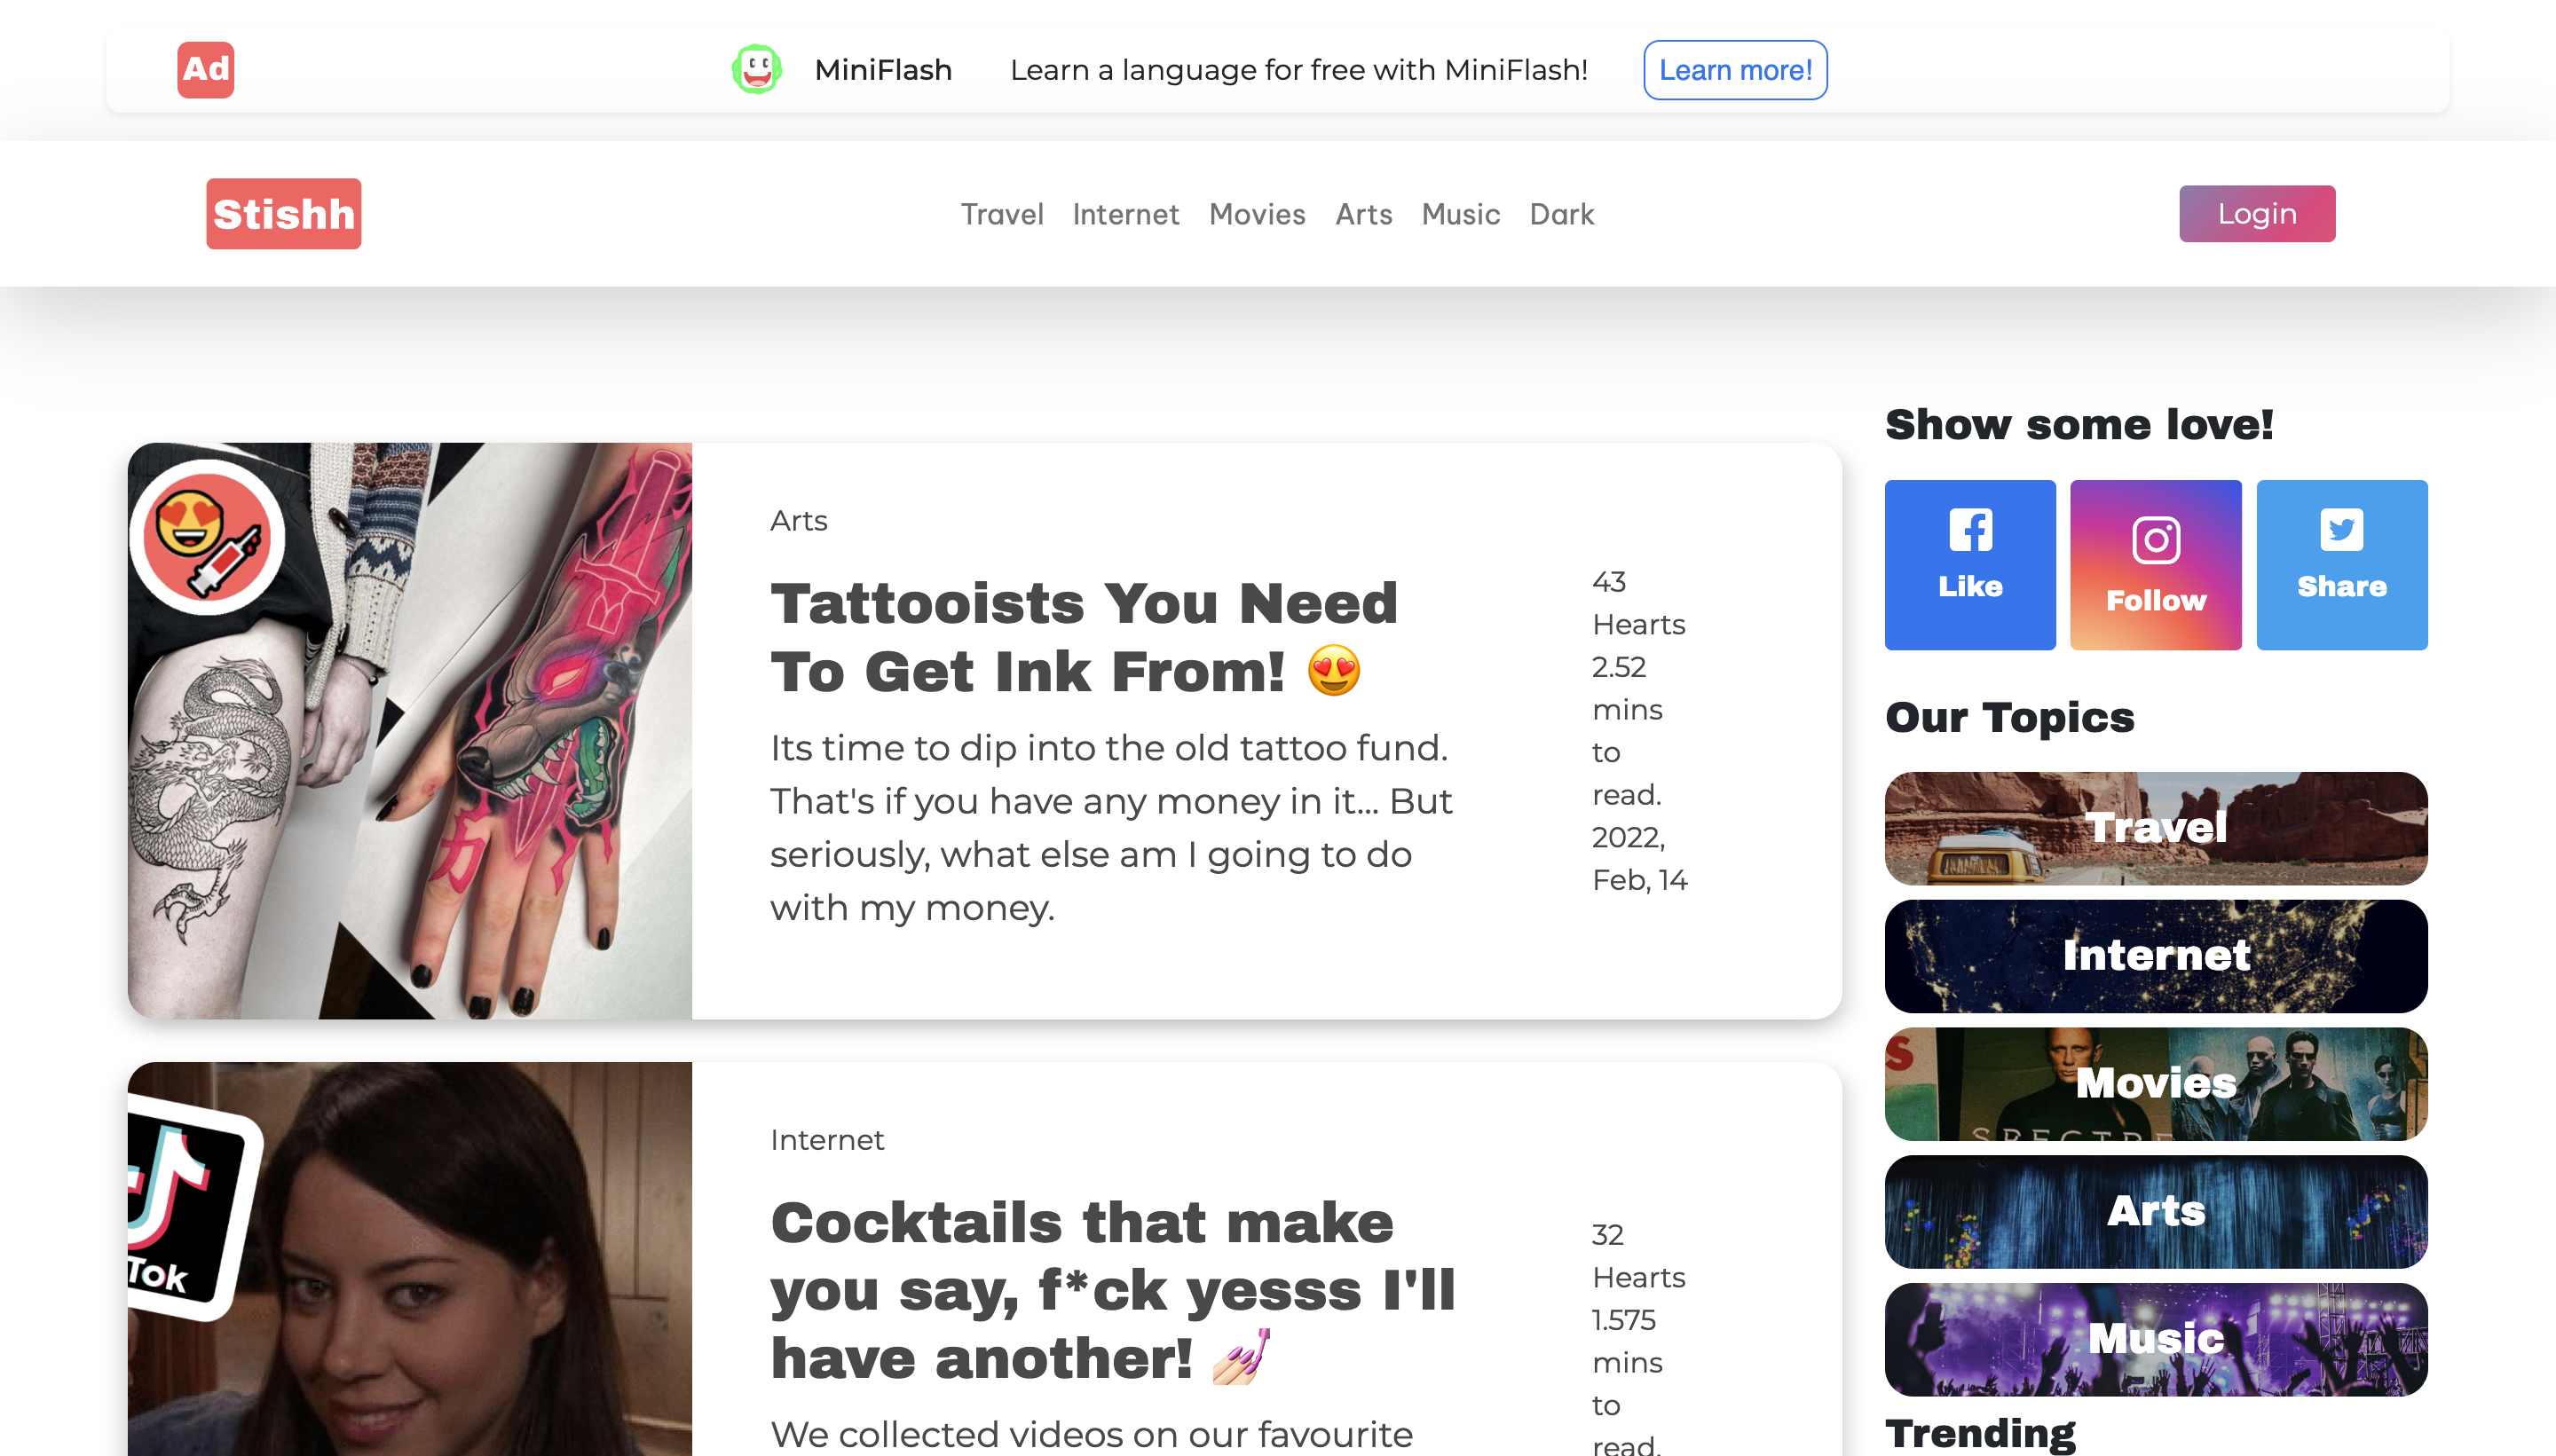 Ad
MiniFlash
Learn a language for free with MiniFlash!
Learn more!
Stishh
Travel Internet Movies Arts Music Dark
Login
Arts
Tattooists You Need
To Get Ink From! 😍
Its time to dip into the old tattoo fund.
That's if you have any money in it... But
seriously, what else am I going to do
with my money.
43
Hearts
2.52
mins
to
read.
2022,
Feb, 14
力
Tok
Internet
Cocktails that make
you say, f*ck yesss I'll
have another! 💅🏻
We collected videos on our favourite
32
Hearts
1.575
mins
to
read.
Show some love!
Like
Follow
Share
Our Topics
Travel
Internet
S
SPECTRE
Movies
Arts
Music
Trending